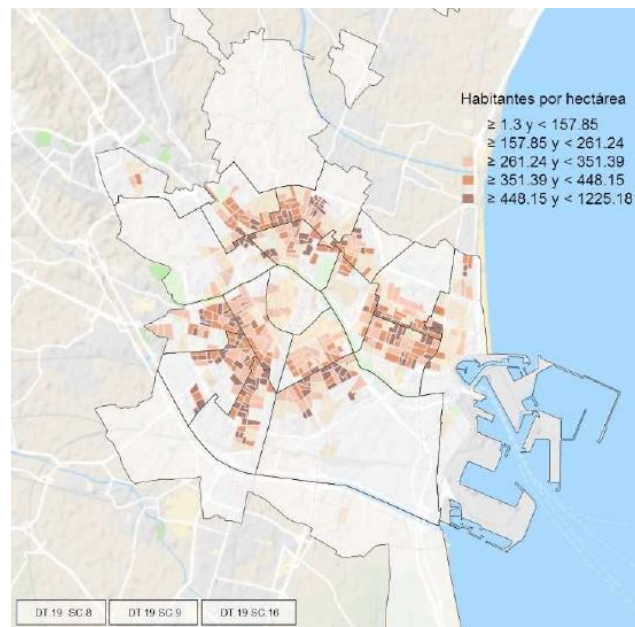 Habitantes por hectárea
≥ 1.3 y < 157.85
≥ 157.85 y < 261.24
≥ 261.24 y < 351.39
≥ 351.39 y < 448.15
≥ 448.15 y < 1225.18
DT.19 SC.8
DT.19 SC.9
DT.19 SC.16